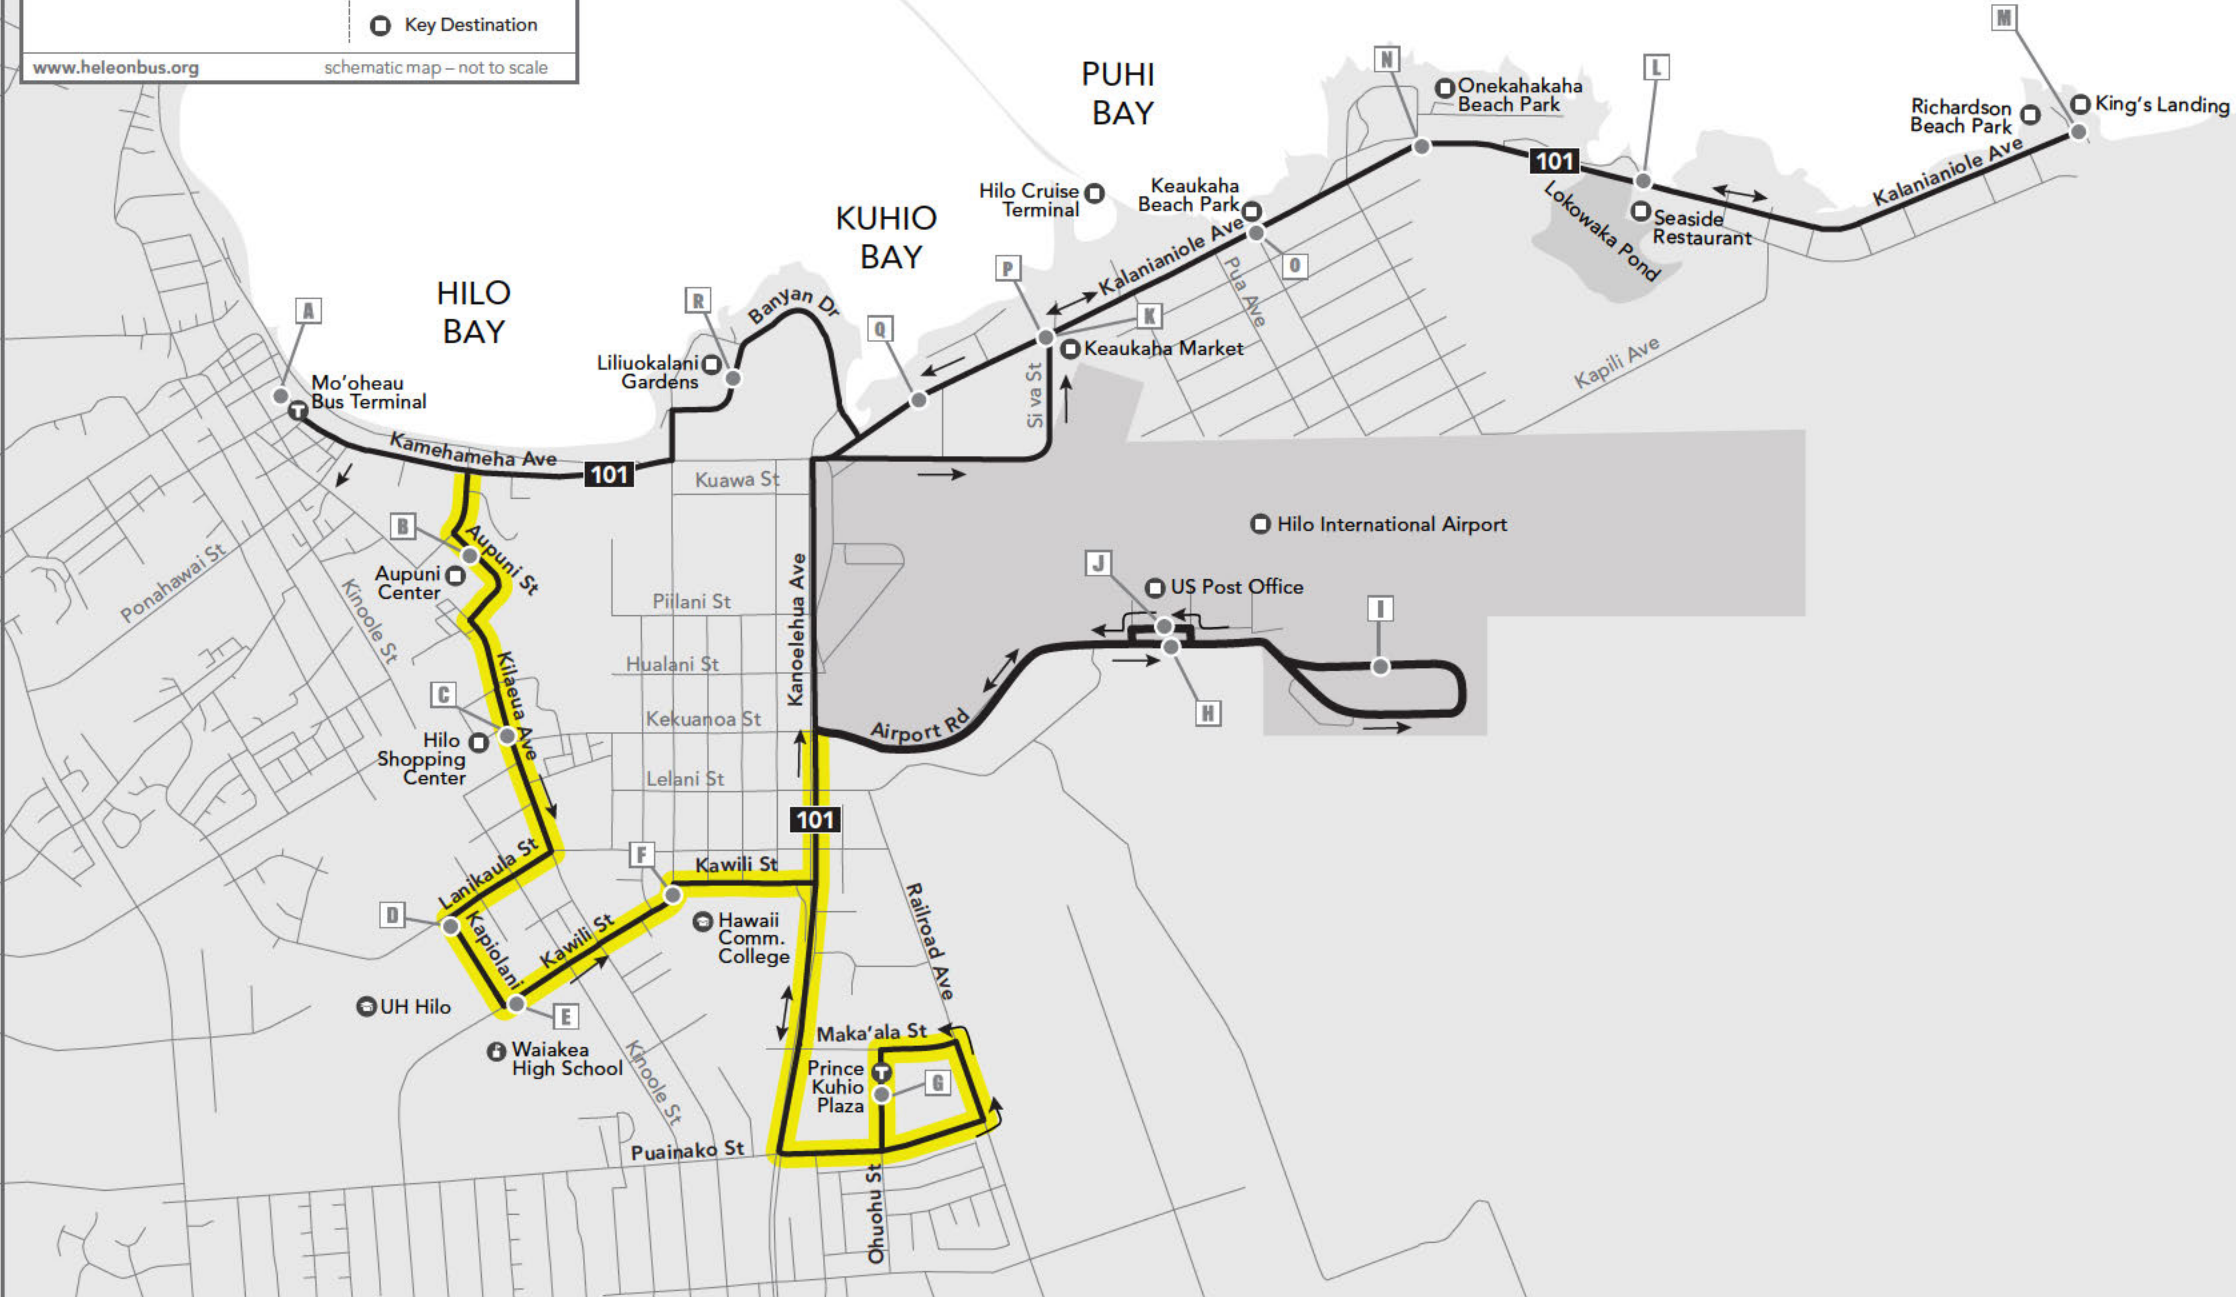 Key Destination
www.heleonbus.org
schematic map – not to scale
M
N
L
PUHI
BAY
Onekahakaha
Beach Park
Richardson
Beach Park
King's Landing
101
Kalanianiole Ave
Hilo Cruise
Terminal
Keaukaha
Beach Park
Lokowaka Pond
Seaside
Restaurant
KUHIO
BAY
Kalanianiole Ave
P
O
Pua Ave
HILO
BAY
A
R
Banyan Dr
Q
K
Liliuokalani
Gardens
Keaukaha Market
Kapili Ave
Mo'oheau
Bus Terminal
Si va St
Kamehameha Ave
101
Kuawa St
B
Aupuni St
Hilo International Airport
Ponahawai St
Aupuni
Center
Kinoole St
J
US Post Office
I
Piilani St
Kanoelehua Ave
Hualani St
Kilaeua Ave
C
Kekuanoa St
Airport Rd
H
Hilo
Shopping
Center
Lelani St
101
Lanikaula St
F
Kawili St
D
Kapiolani
Kawili St
Hawaii
Comm.
College
Railroad Ave
UH Hilo
E
Waiakea
High School
Kinoole St
Maka'ala St
Prince
Kuhio
Plaza
T
G
Puainako St
Ohuohu St
T